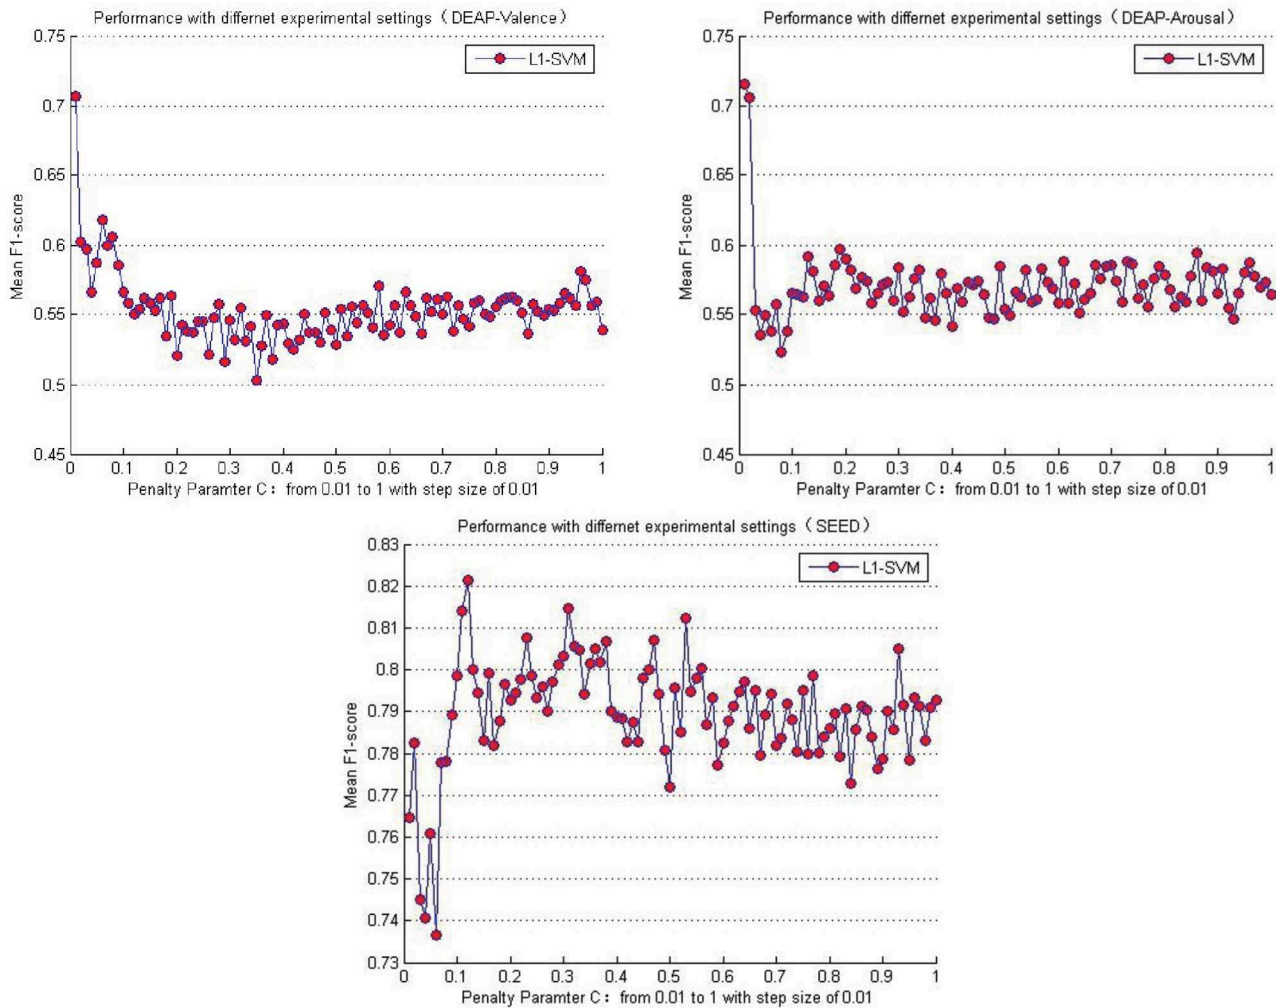 Performance with differnet experimental settings（DEAP-Valence）
0.75
0.7
0.65
0.6
0.55
0.5
0.45
Mean F1-score
L1-SVM
0 0.1 0.2 0.3 0.4 0.5 0.6 0.7 0.8 0.9 1
Penalty Paramter C： from 0.01 to 1 with step size of 0.01
Performance with differnet experimental settings（DEAP-Arousal）
0.75
0.7
0.65
0.6
0.55
0.5
0.45
Mean F1-score
L1-SVM
0 0.1 0.2 0.3 0.4 0.5 0.6 0.7 0.8 0.9 1
Penalty Paramter C： from 0.01 to 1 with step size of 0.01
Performance with differnet experimental settings（SEED）
0.83
0.82
0.81
0.8
0.79
0.78
0.77
0.76
0.75
0.74
0.73
Mean F1-score
L1-SVM
0 0.1 0.2 0.3 0.4 0.5 0.6 0.7 0.8 0.9 1
Penalty Paramter C： from 0.01 to 1 with step size of 0.01